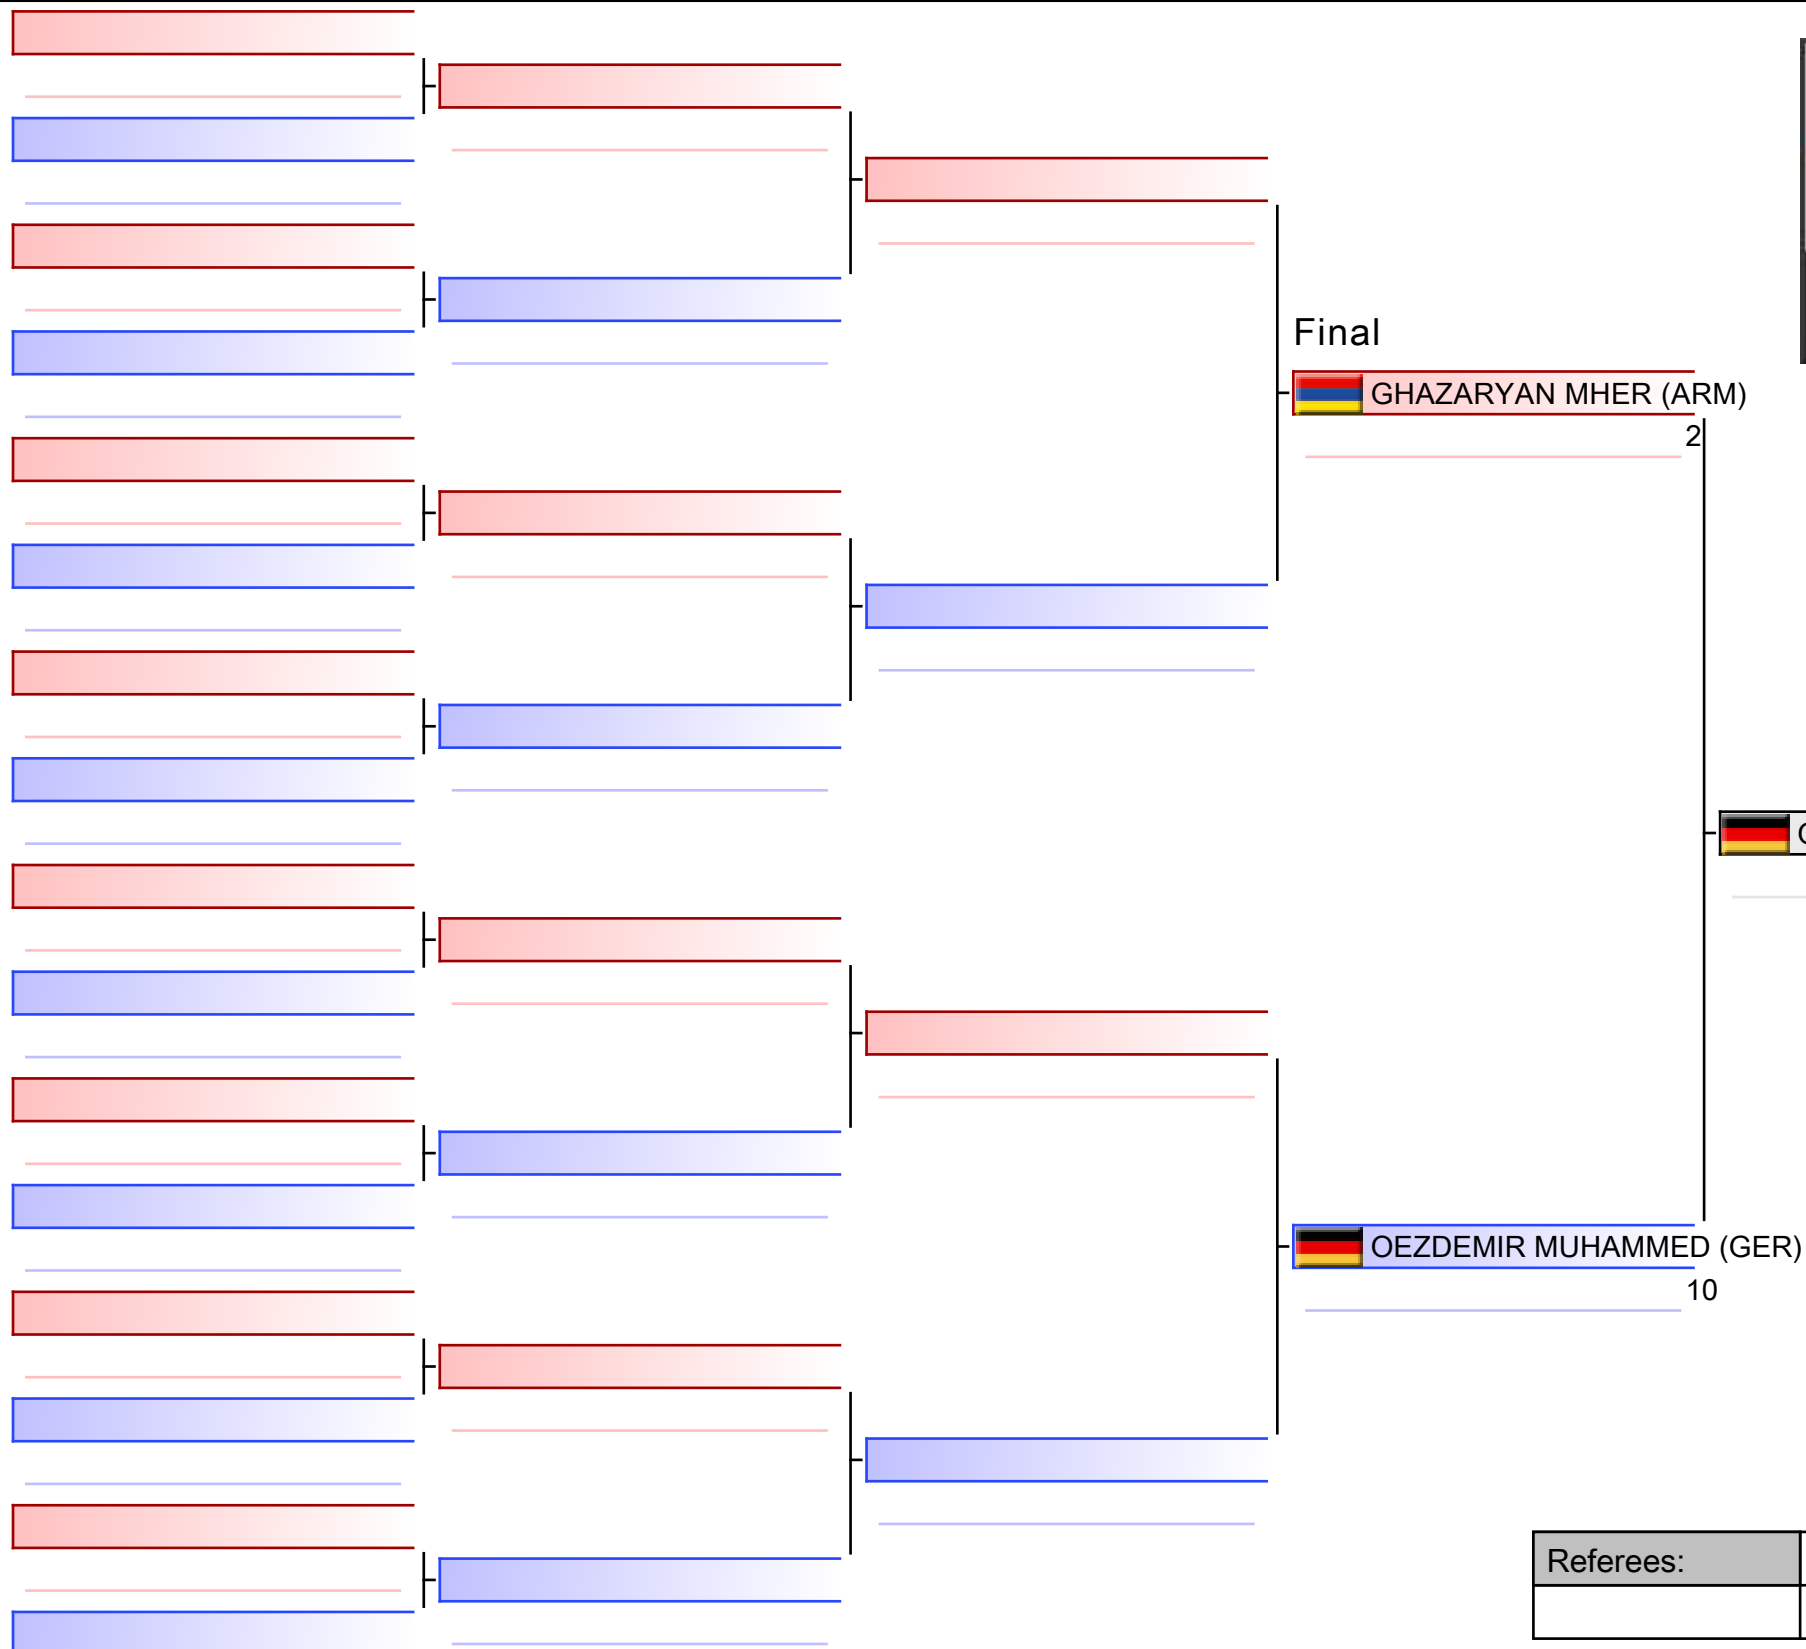 Final
GHAZARYAN MHER (ARM)
2
OEZDEMIR MUHAMMED (GER)
10
Referees: